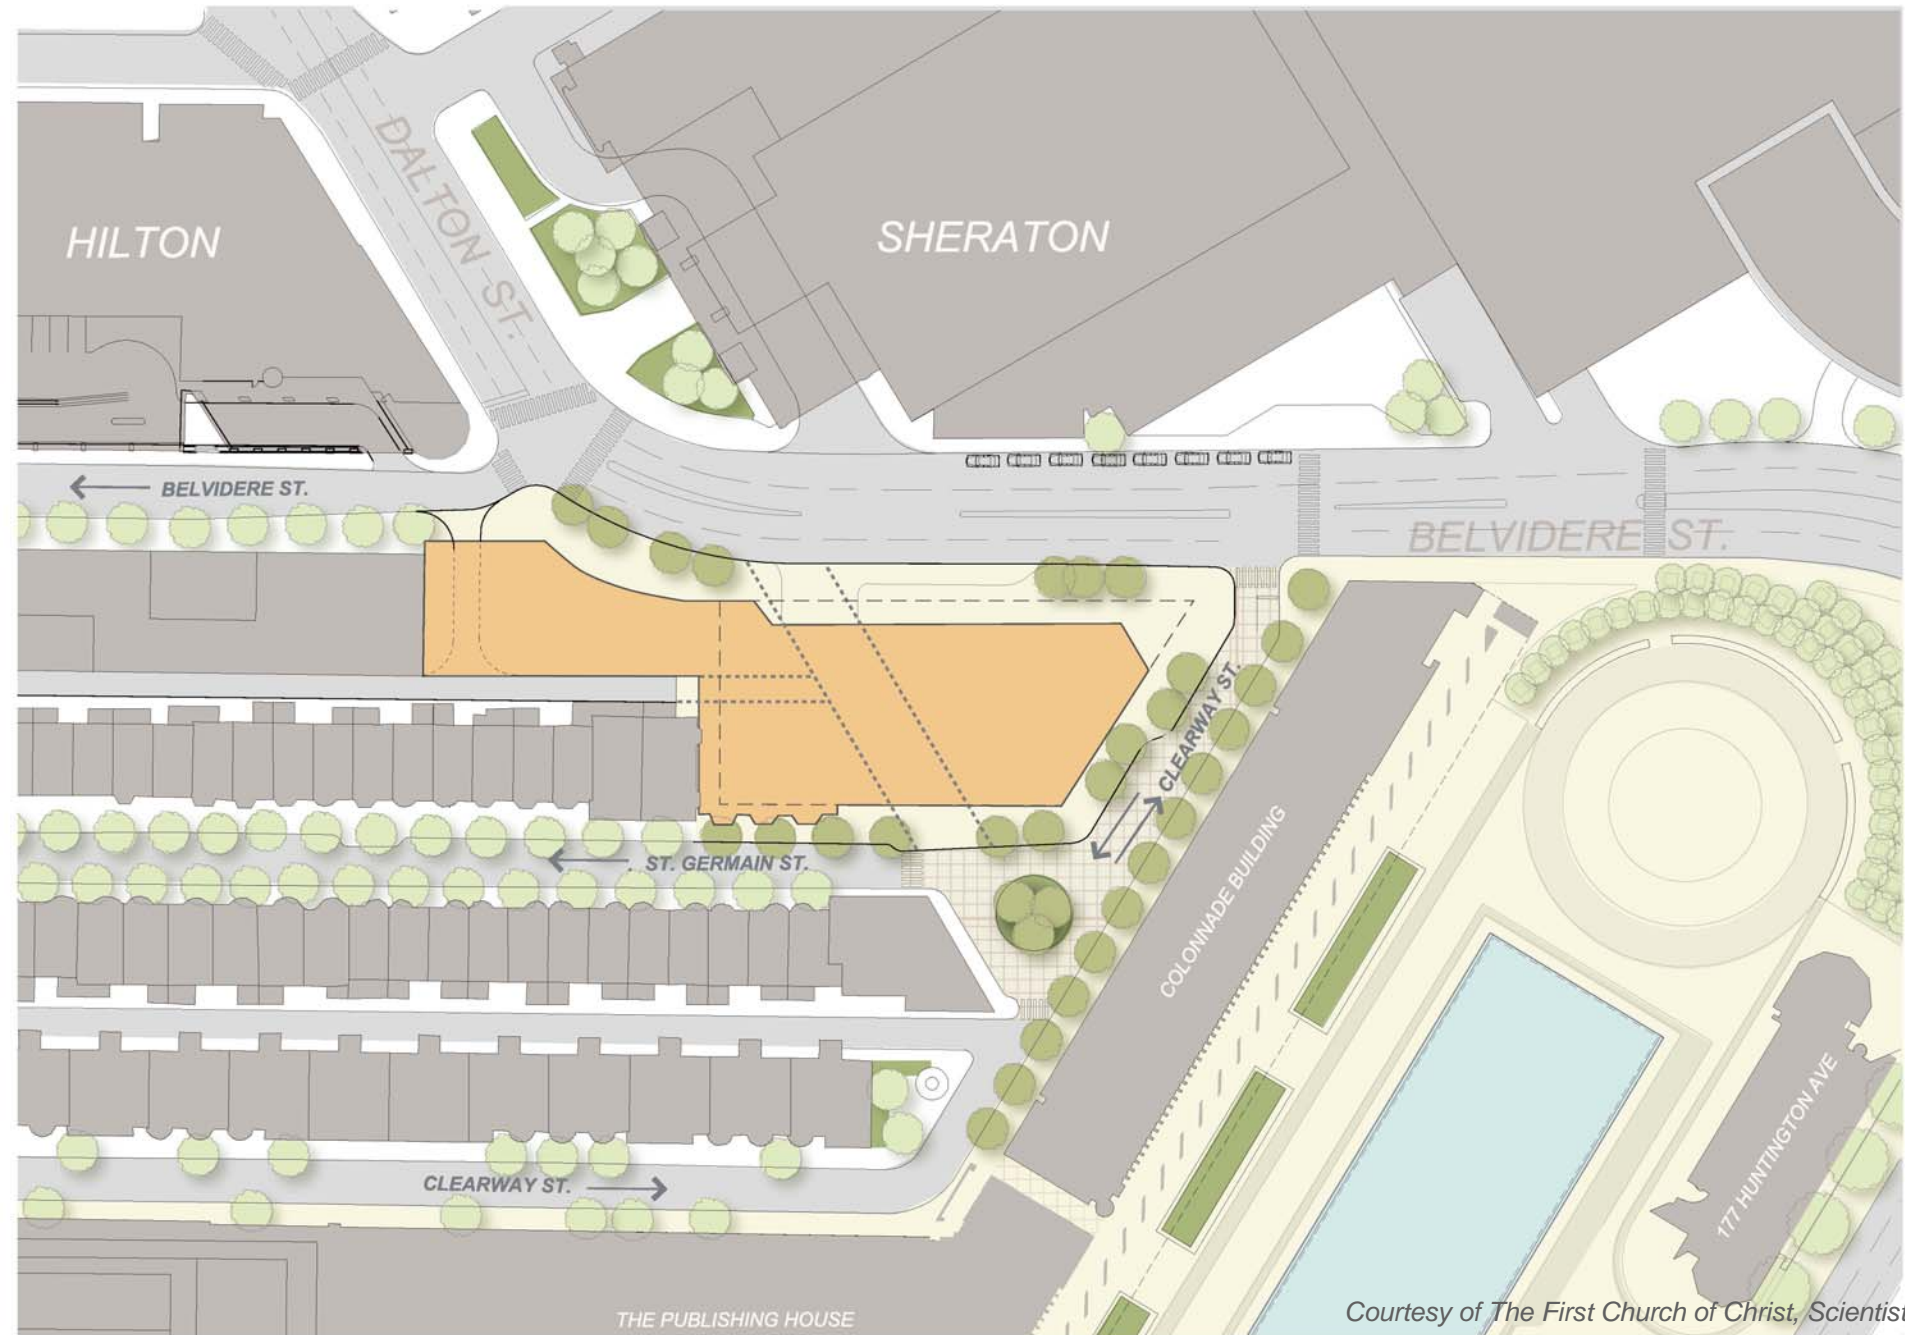 DALTON ST.
HILTON
SHERATON
BELVIDERE ST.
BELVIDERE ST.
CLEARWAY ST.
ST. GERMAIN ST.
COLONNADE BUILDING
177 HUNTINGTON AVE
CLEARWAY ST.
THE PUBLISHING HOUSE
Courtesy of The First Church of Christ, Scientist